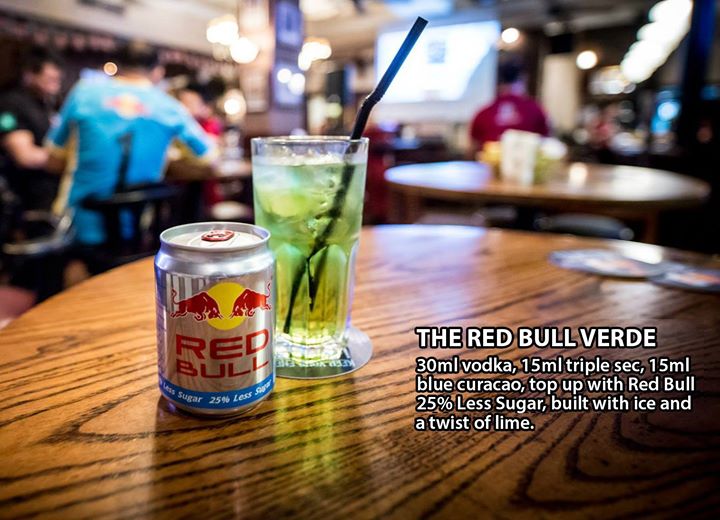 RED
BULL
Less Sugar 25% Less Sugar
THE RED BULL VERDE
30ml vodka, 15ml triple sec, 15ml
blue curacao, top up with Red Bull
25% Less Sugar, built with ice and
a twist of lime.